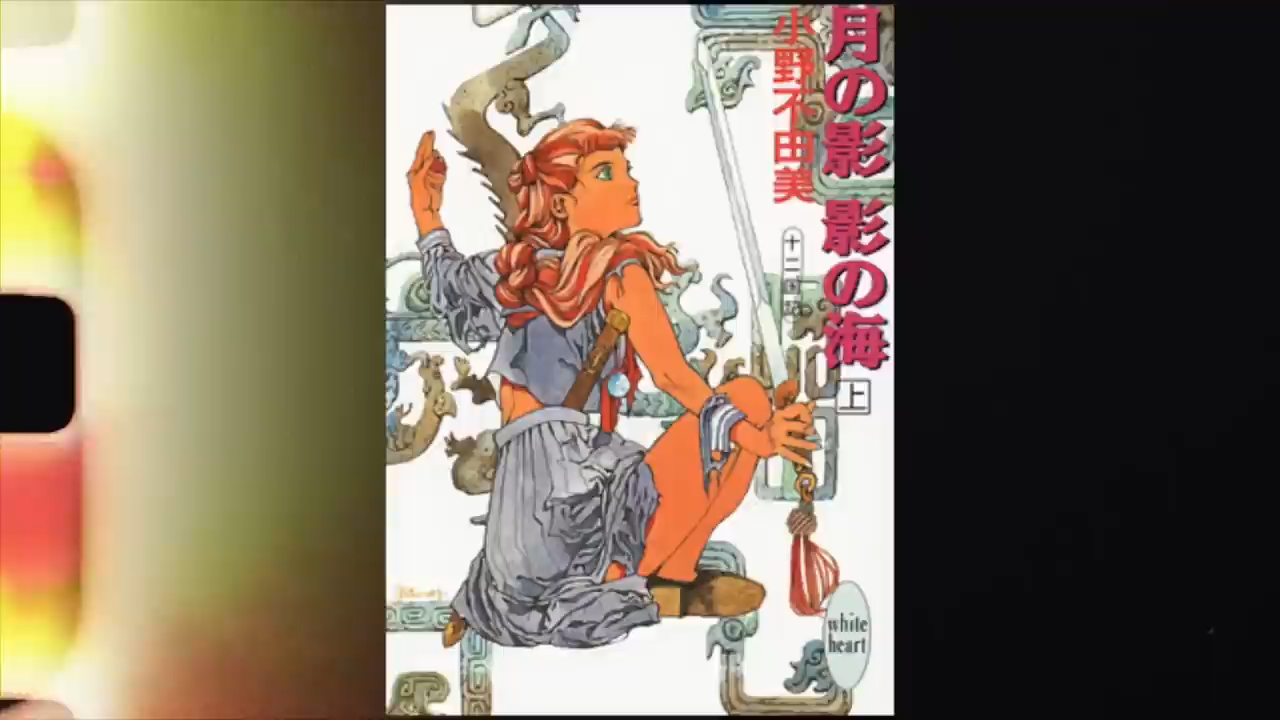 月の影 影の海
上
小野不由美
十二国記
white
heart